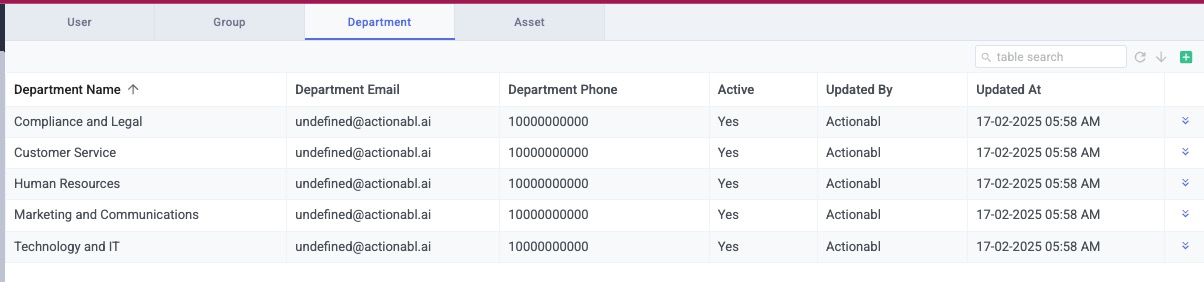 User Group Department Asset
table search
Department Name Department Email Department Phone Active Updated By Updated At
Compliance and Legal undefined@actionabl.ai 10000000000 Yes Actionabl 17-02-2025 05:58 AM
Customer Service undefined@actionabl.ai 10000000000 Yes Actionabl 17-02-2025 05:58 AM
Human Resources undefined@actionabl.ai 10000000000 Yes Actionabl 17-02-2025 05:58 AM
Marketing and Communications undefined@actionabl.ai 10000000000 Yes Actionabl 17-02-2025 05:58 AM
Technology and IT undefined@actionabl.ai 10000000000 Yes Actionabl 17-02-2025 05:58 AM